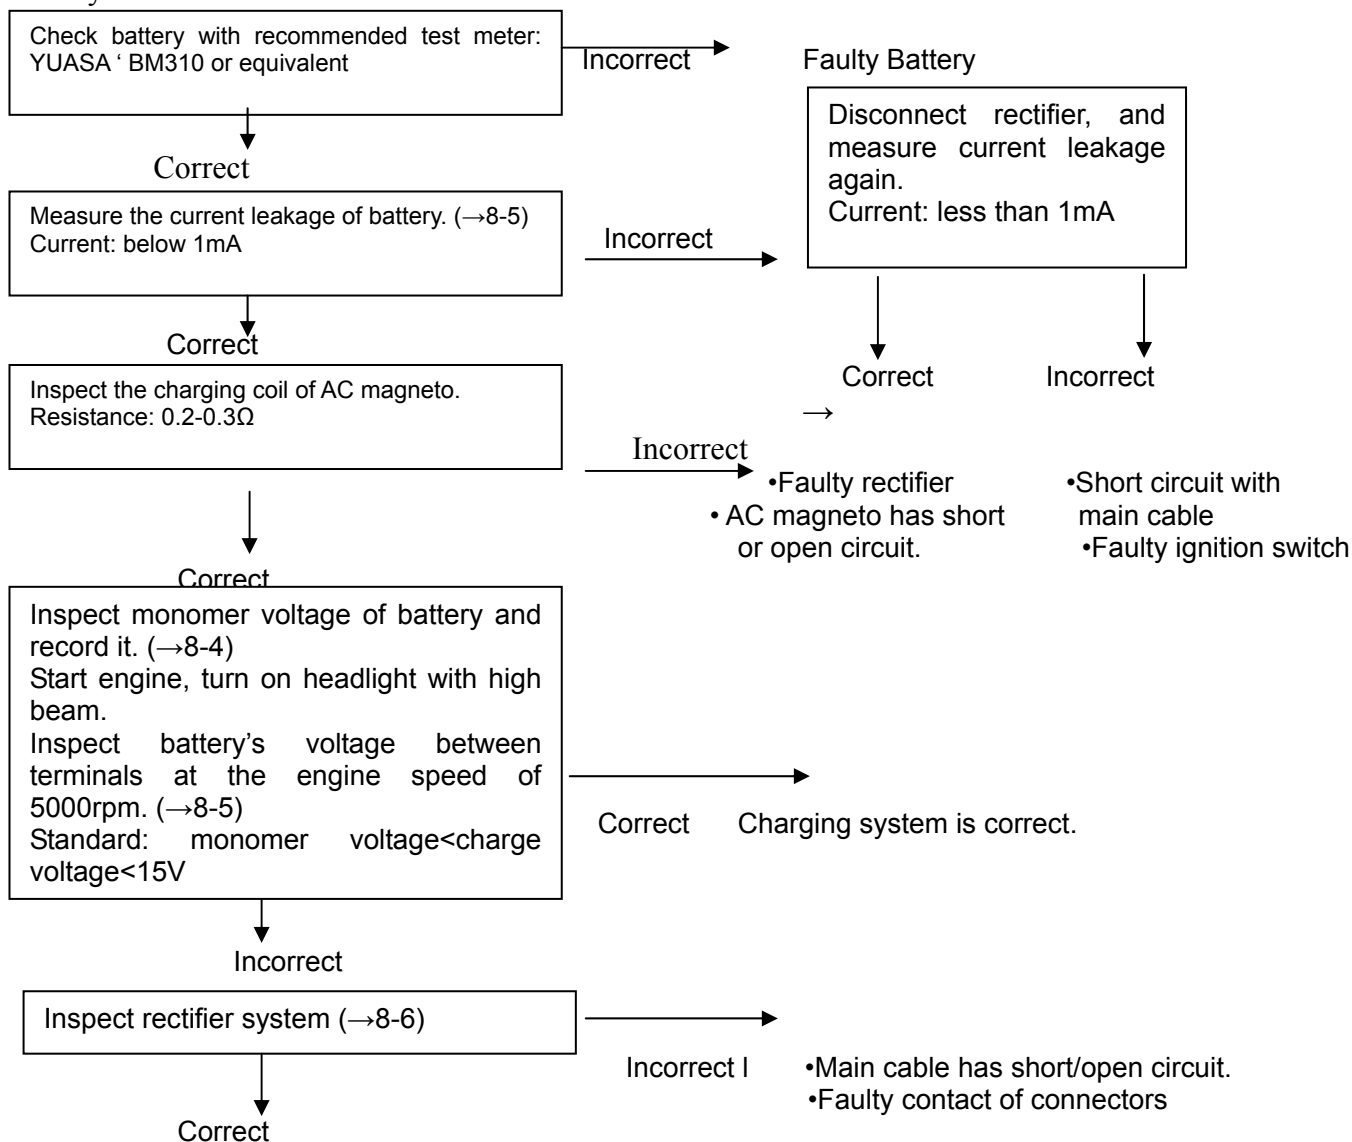 Check battery with recommended test meter:
YUASA ‘ BM310 or equivalent
Incorrect
Faulty Battery
Disconnect rectifier, and
measure current leakage
again.
Current: less than 1mA
Correct
Measure the current leakage of battery. (→8-5)
Current: below 1mA
Incorrect
Correct
Correct
Incorrect
Inspect the charging coil of AC magneto.
Resistance: 0.2-0.3Ω
→
Incorrect
•Faulty rectifier
• AC magneto has short
or open circuit.
•Short circuit with
main cable
•Faulty ignition switch
Correct
Inspect monomer voltage of battery and
record it. (→8-4)
Start engine, turn on headlight with high
beam.
Inspect battery’s voltage between
terminals at the engine speed of
5000rpm. (→8-5)
Standard: monomer voltage<charge
voltage<15V
Correct
Charging system is correct.
Incorrect
Inspect rectifier system (→8-6)
Incorrect I
•Main cable has short/open circuit.
•Faulty contact of connectors
Correct